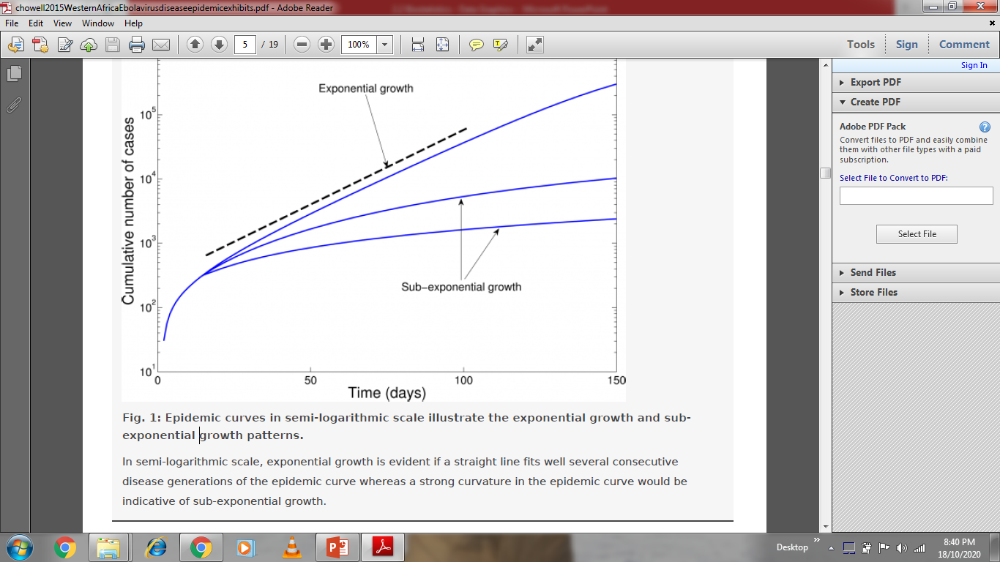 chowell2015WesternAfricaEbolavirusdiseaseepidemicexhibits.pdf - Adobe Reader
File Edit View Window Help
5 / 19 100% Tools Sign Comment
Sign In
Export PDF
Create PDF
Adobe PDF Pack
Convert files to PDF and easily combine
them with other file types with a paid
subscription.
Select File to Convert to PDF:
Select File
Send Files
Store Files
Exponential growth
Cumulative number of cases
10^5
10^4
10^3
10^2
10^1
Sub-exponential growth
0 50 100 150
Time (days)
Fig. 1: Epidemic curves in semi-logarithmic scale illustrate the exponential growth and sub-
exponential growth patterns.
In semi-logarithmic scale, exponential growth is evident if a straight line fits well several consecutive
disease generations of the epidemic curve whereas a strong curvature in the epidemic curve would be
indicative of sub-exponential growth.
Desktop
8:40 PM
18/10/2020